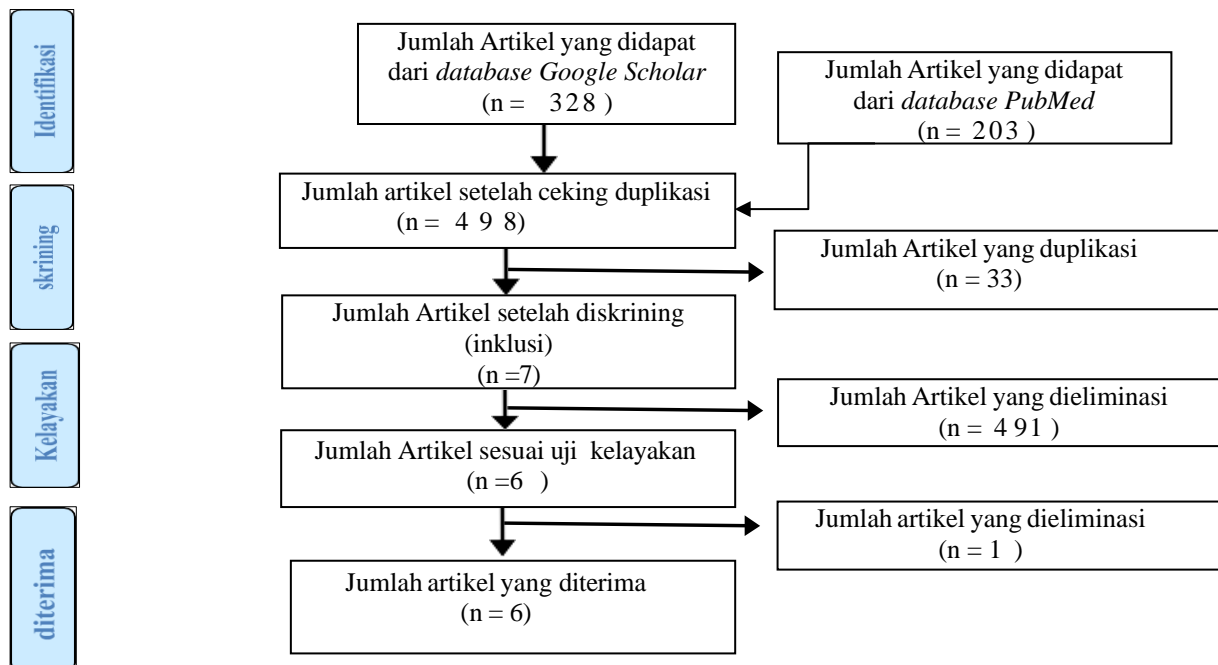 Identifikasi
Jumlah Artikel yang didapat
dari database Google Scholar
(n = 328 )
Jumlah Artikel yang didapat
dari database PubMed
(n = 203 )
skrining
Jumlah artikel setelah ceking duplikasi
(n = 4 9 8)
Jumlah Artikel yang duplikasi
(n = 33)
Jumlah Artikel setelah diskrining
(inklusi)
(n =7)
Kelayakan
Jumlah Artikel yang dieliminasi
(n = 491 )
Jumlah Artikel sesuai uji kelayakan
(n =6 )
diterima
Jumlah artikel yang dieliminasi
(n = 1 )
Jumlah artikel yang diterima
(n = 6)